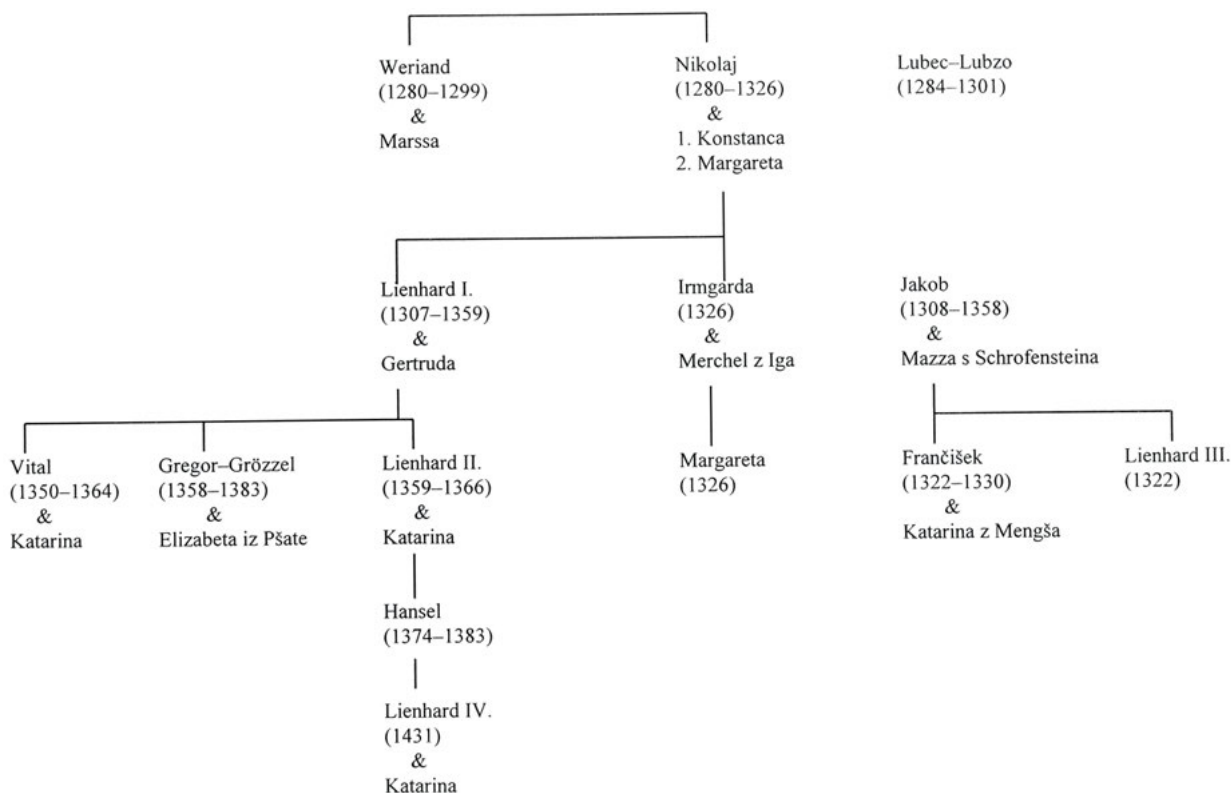 Weriand
(1280–1299)
&
Marssa
Nikolaj
(1280–1326)
&
1. Konstanca
2. Margareta
Lubec–Lubzo
(1284–1301)
Lienhard I.
(1307–1359)
&
Gertruda
Irmgarda
(1326)
&
Merchel z Iga
Jakob
(1308–1358)
&
Mazza s Schrofensteina
Vital
(1350–1364)
&
Katarina
Gregor–Grözzel
(1358–1383)
&
Elizabeta iz Pšate
Lienhard II.
(1359–1366)
&
Katarina
Margareta
(1326)
Frančišek
(1322–1330)
&
Katarina z Mengša
Lienhard III.
(1322)
Hansel
(1374–1383)
Lienhard IV.
(1431)
&
Katarina